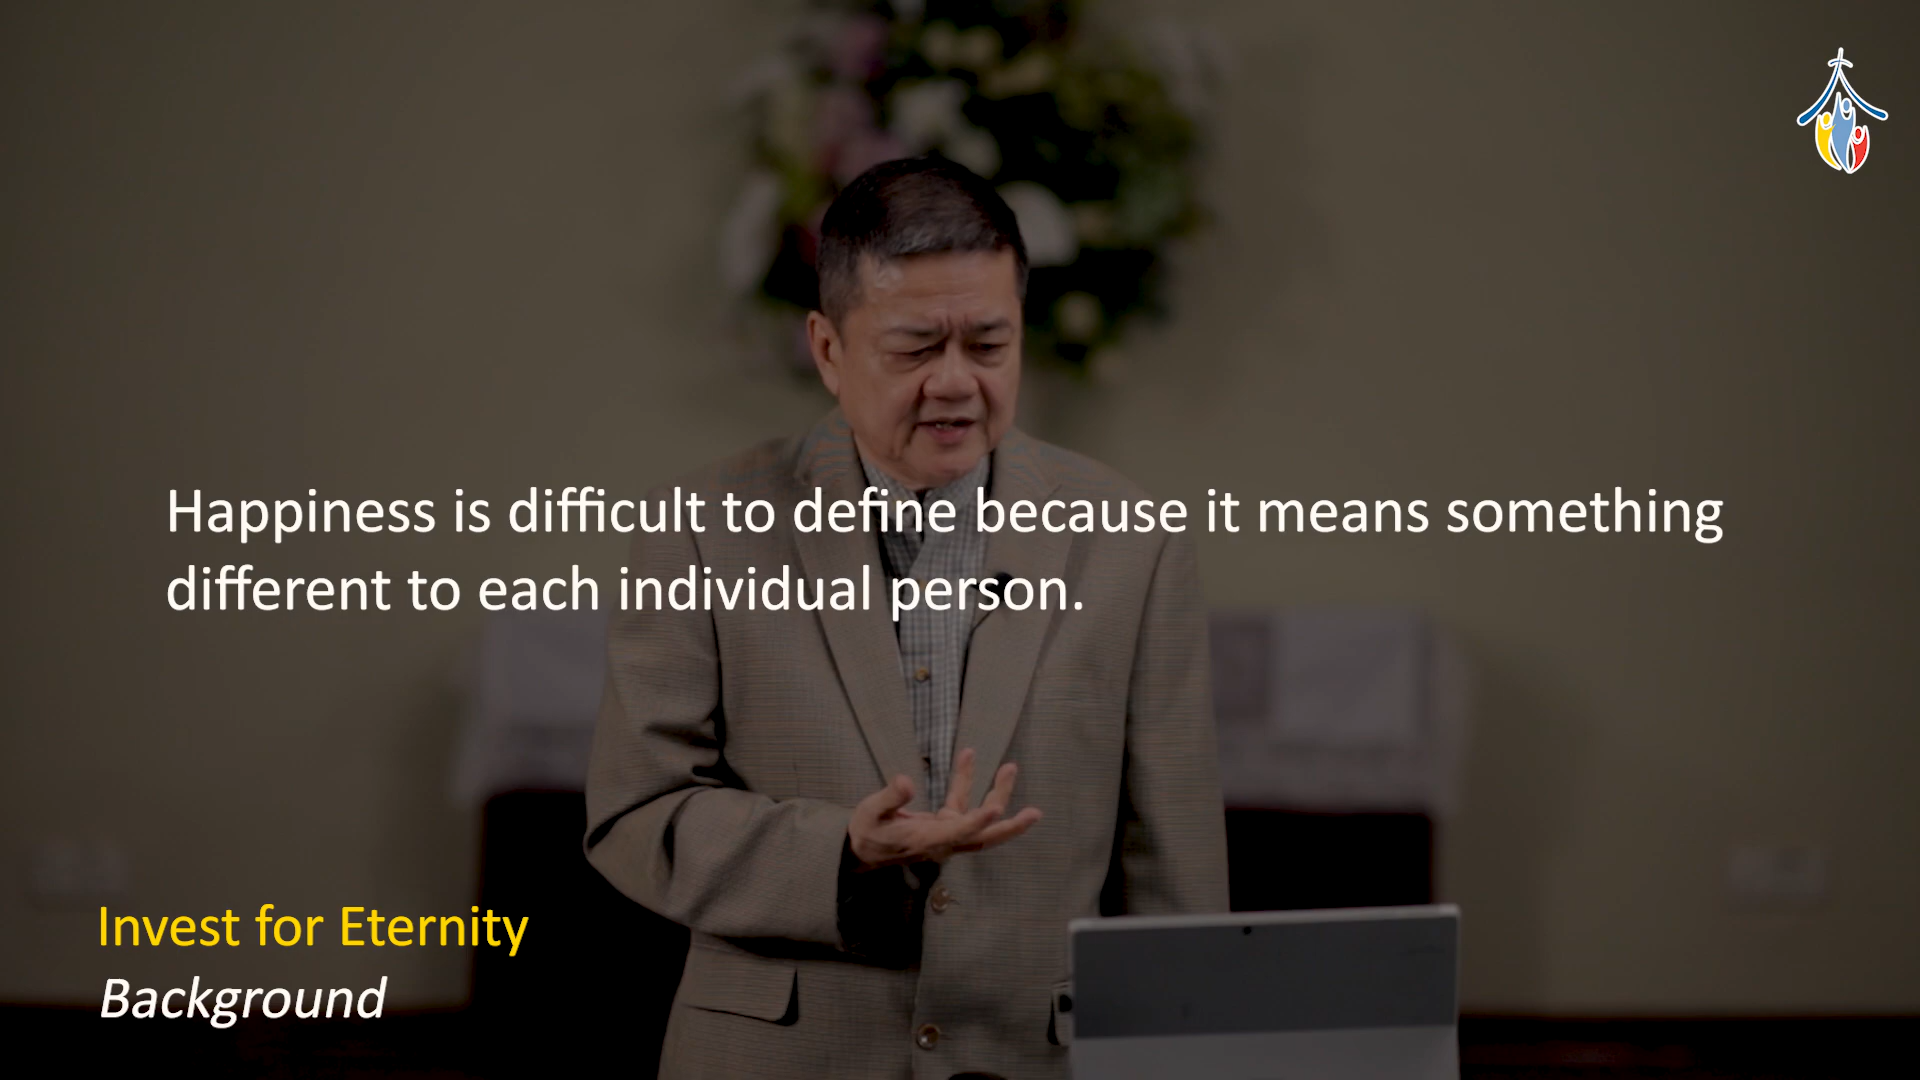 Happiness is difficult to define because it means something
different to each individual person.
Invest for Eternity
Background